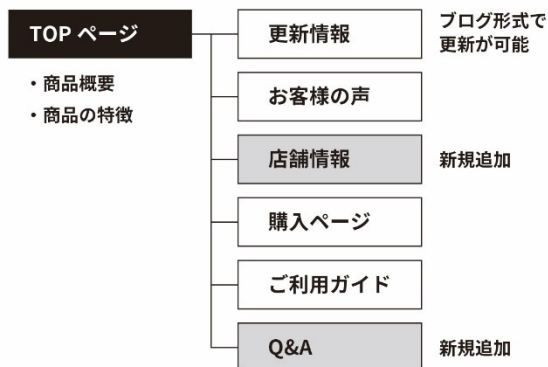 TOP ページ
・商品概要
・商品の特徴
更新情報
ブログ形式で
更新が可能
お客様の声
店舗情報
新規追加
購入ページ
ご利用ガイド
Q&A
新規追加